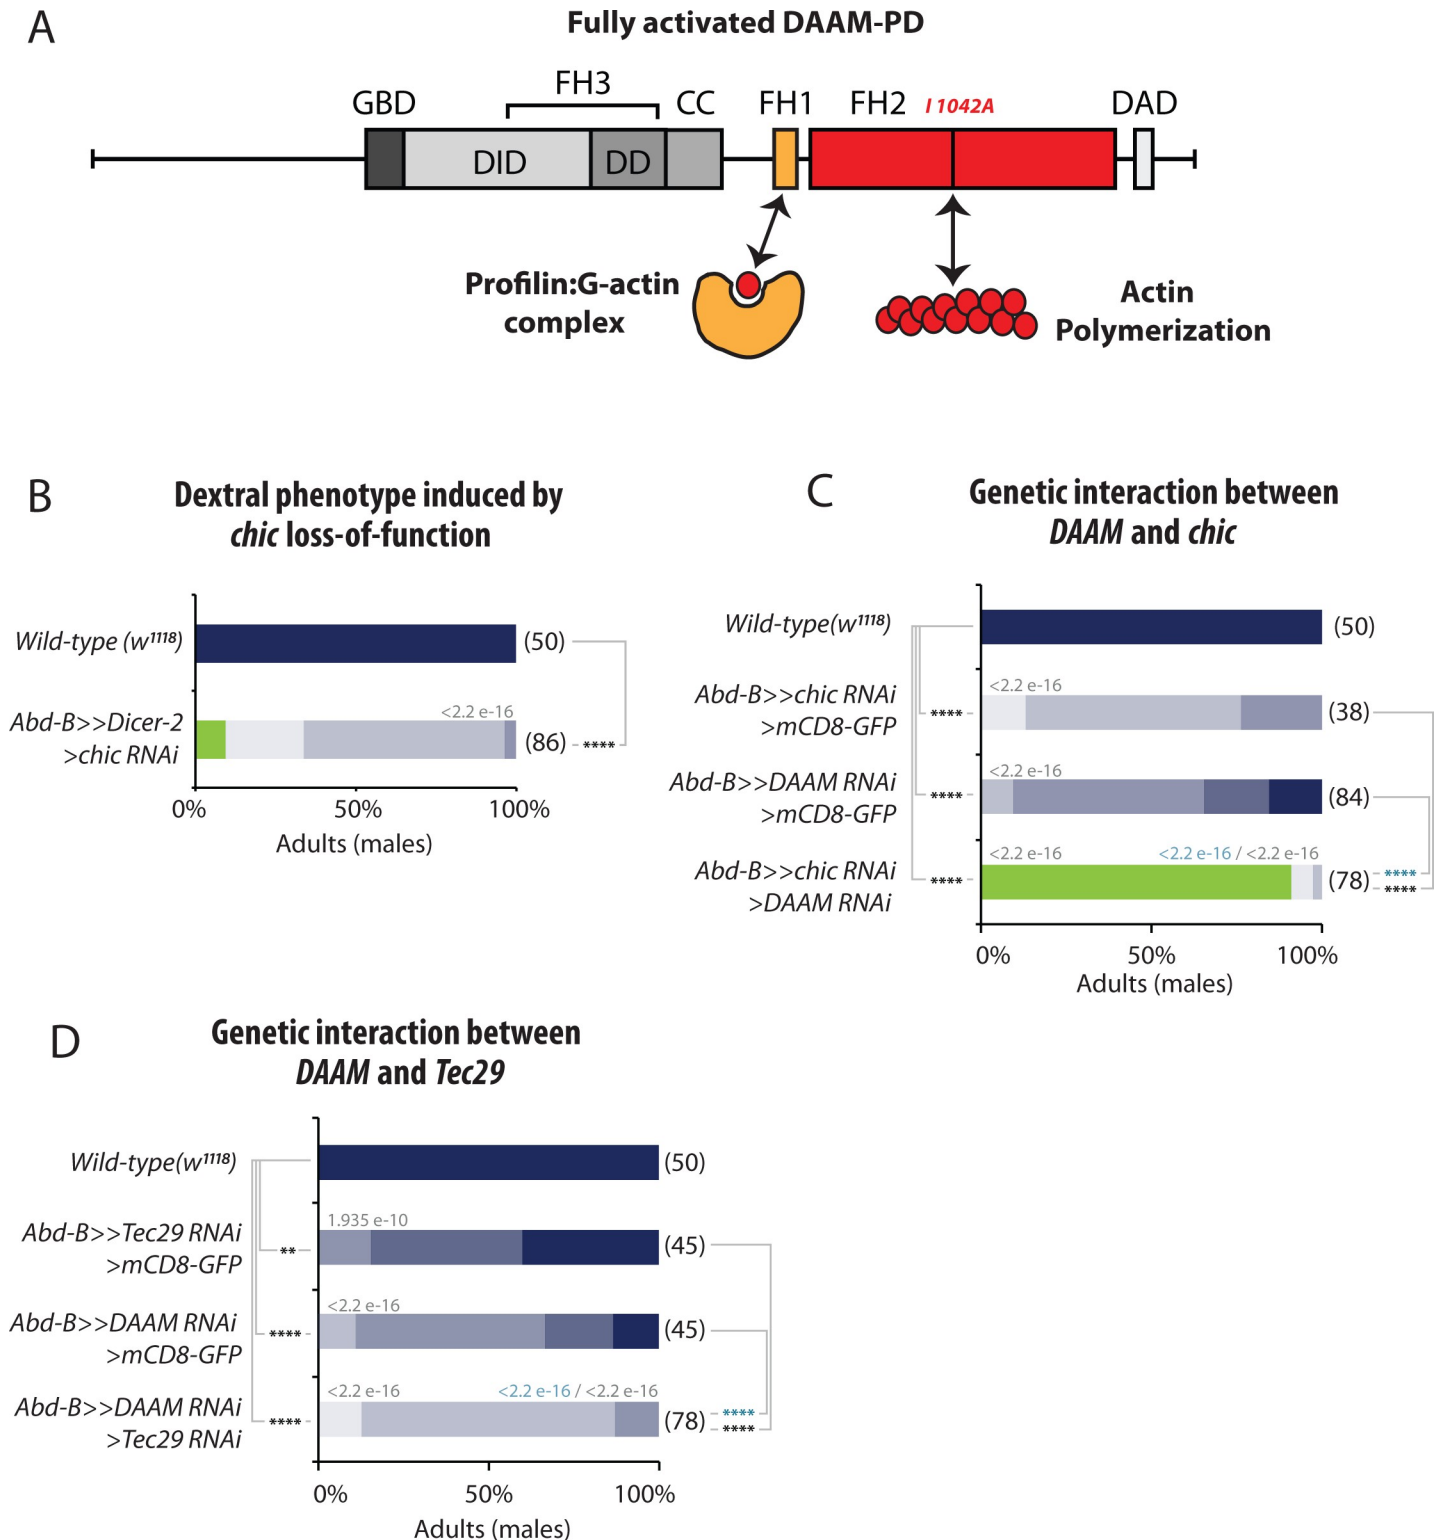 A
Fully activated DAAM-PD
FH3
GBD
CC
FH1
FH2
I 1042A
DAD
DID
DD
Profilin:G-actin
complex
Actin
Polymerization
B
Dextral phenotype induced by
chic loss-of-function
Wild-type (w1118)
(50)
Abd-B>>Dicer-2
>chic RNAi
<2.2 e-16
(86)
****
0%
50%
100%
Adults (males)
C
Genetic interaction between
DAAM and chic
Wild-type(w1118)
(50)
Abd-B>>chic RNAi
>mCD8-GFP
****
<2.2 e-16
(38)
Abd-B>>DAAM RNAi
>mCD8-GFP
****
<2.2 e-16
(84)
Abd-B>>chic RNAi
>DAAM RNAi
****
<2.2 e-16
<2.2 e-16 / <2.2 e-16
(78)
****
****
0%
50%
100%
Adults (males)
D
Genetic interaction between
DAAM and Tec29
Wild-type(w1118)
(50)
Abd-B>>Tec29 RNAi
>mCD8-GFP
**
1.935 e-10
(45)
Abd-B>>DAAM RNAi
>mCD8-GFP
****
<2.2 e-16
(45)
Abd-B>>DAAM RNAi
>Tec29 RNAi
****
<2.2 e-16
<2.2 e-16 / <2.2 e-16
(78)
****
****
0%
50%
100%
Adults (males)